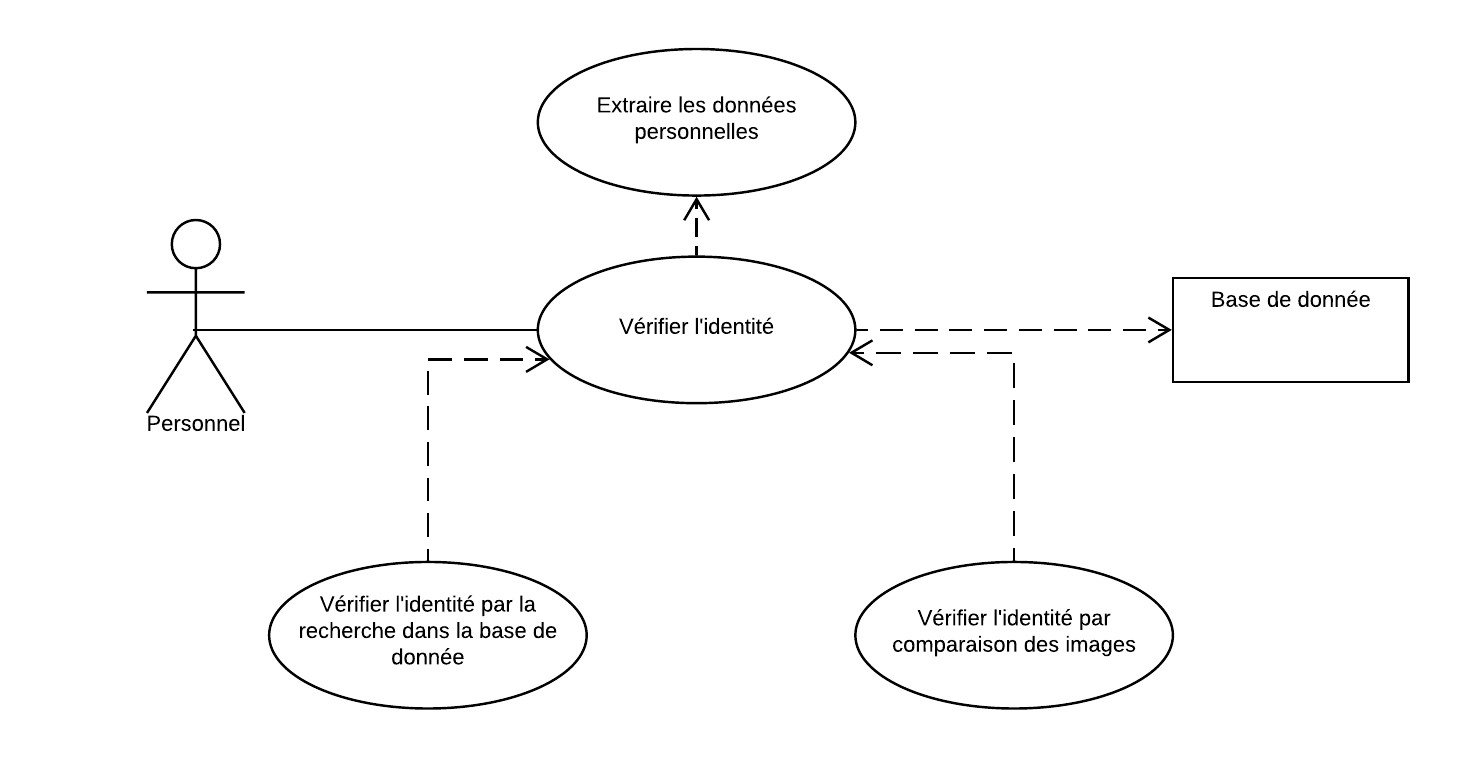 Extraire les données
personnelles
Vérifier l'identité
Base de donnée
Personnel
Vérifier l'identité par la
recherche dans la base de
donnée
Vérifier l'identité par
comparaison des images